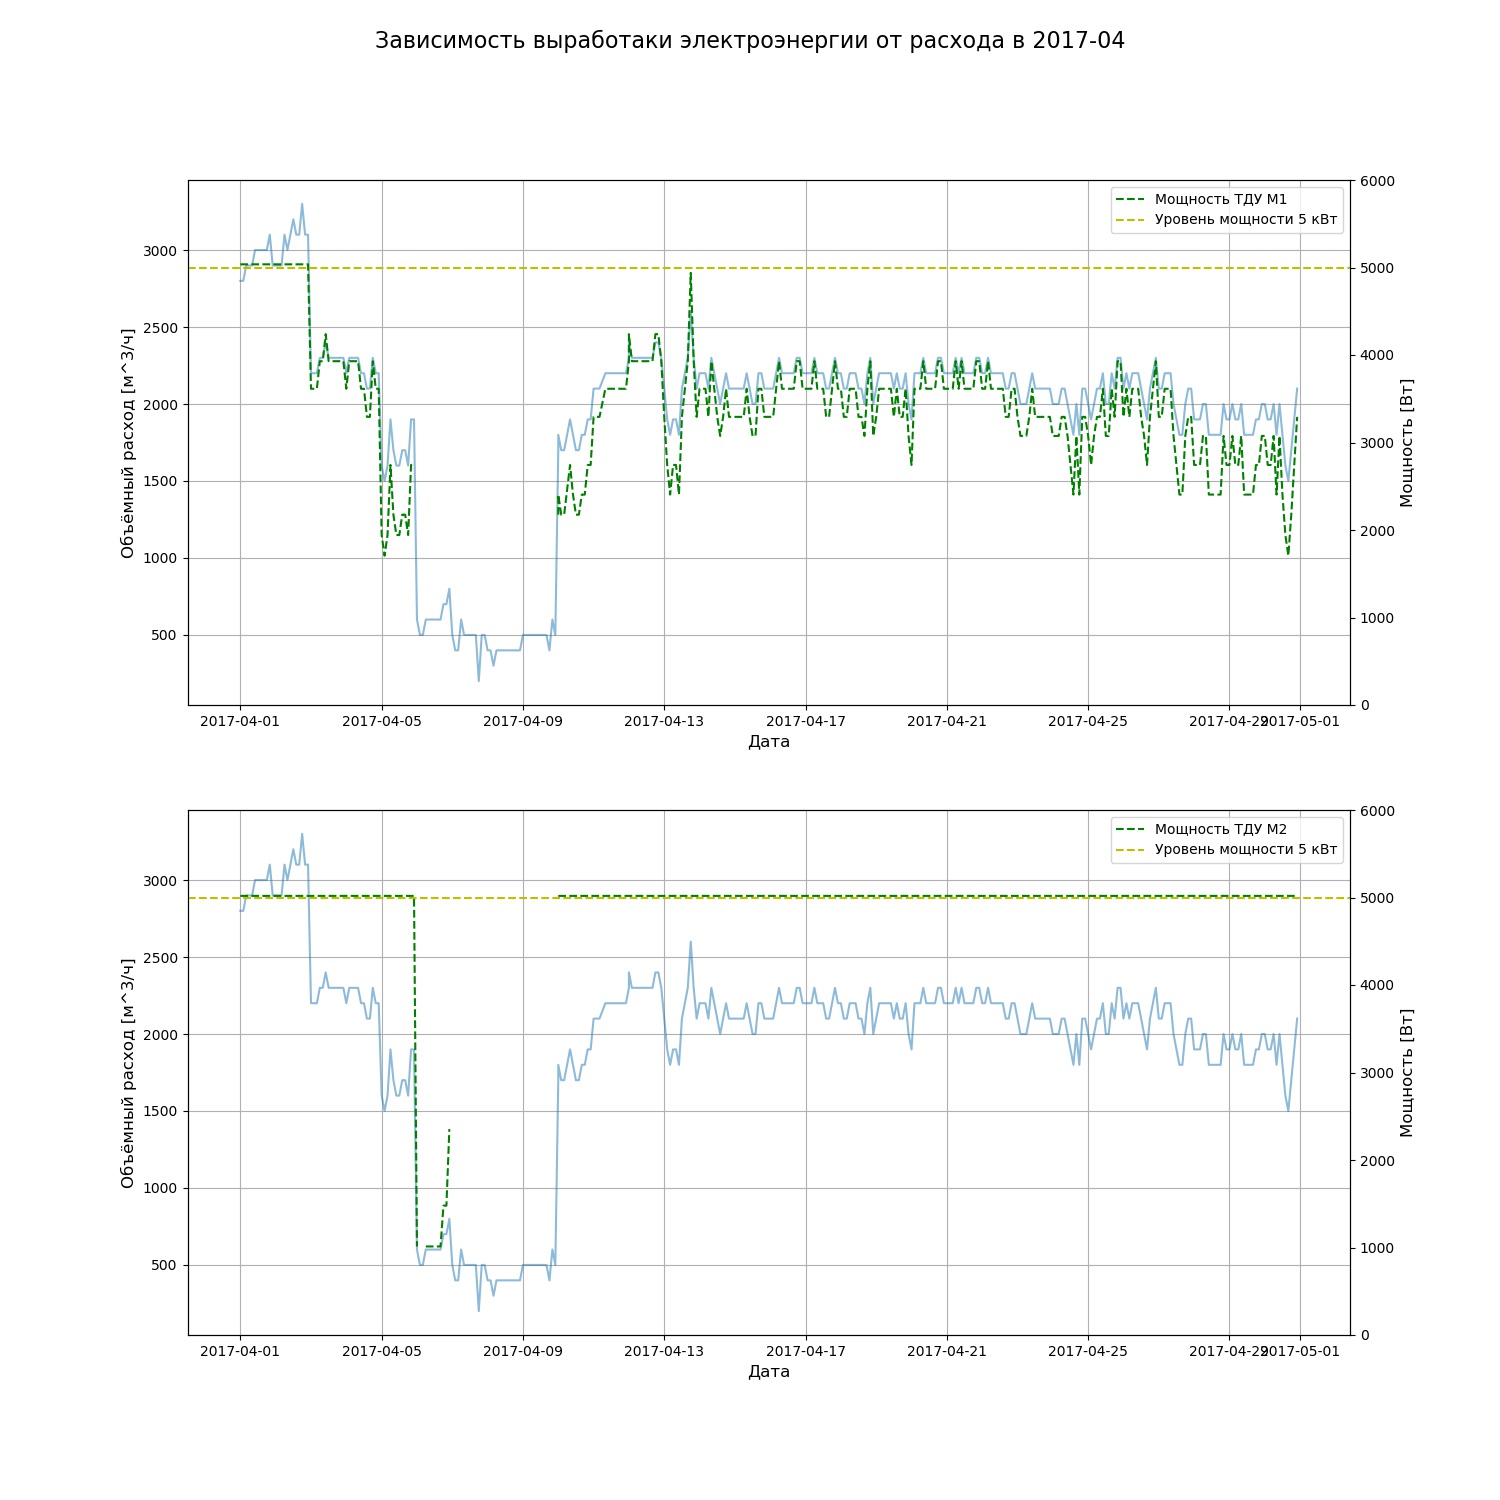 Зависимость выработаки электроэнергии от расхода в 2017-04
Мощность ТДУ М1
Уровень мощности 5 кВт
Объёмный расход [м^3/ч]
3000
2500
2000
1500
1000
500
6000
5000
4000
3000
2000
1000
0
Мощность [Вт]
2017-04-01 2017-04-05 2017-04-09 2017-04-13 2017-04-17 2017-04-21 2017-04-25 2017-04-29 2017-05-01
Дата
Мощность ТДУ М2
Уровень мощности 5 кВт
Объёмный расход [м^3/ч]
3000
2500
2000
1500
1000
500
6000
5000
4000
3000
2000
1000
0
Мощность [Вт]
2017-04-01 2017-04-05 2017-04-09 2017-04-13 2017-04-17 2017-04-21 2017-04-25 2017-04-29 2017-05-01
Дата